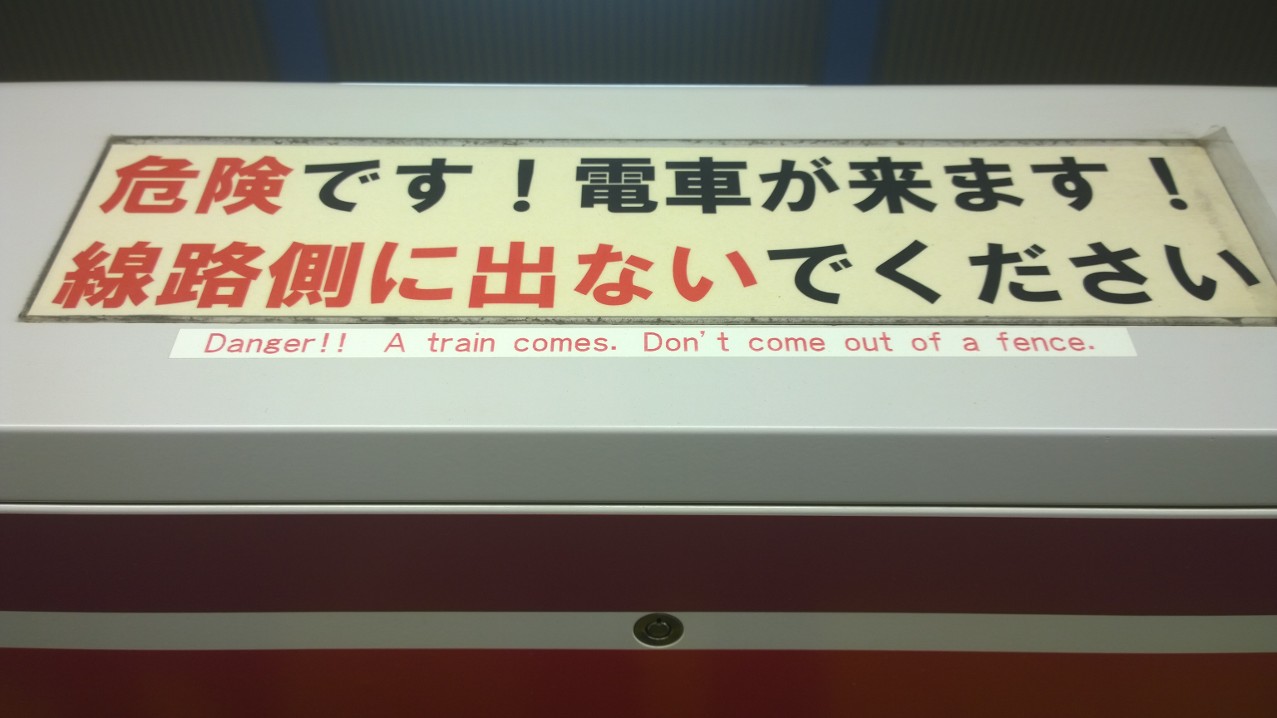 危険です！電車が来ます！
線路側に出ないでください
Danger!! A train comes. Don't come out of a fence.